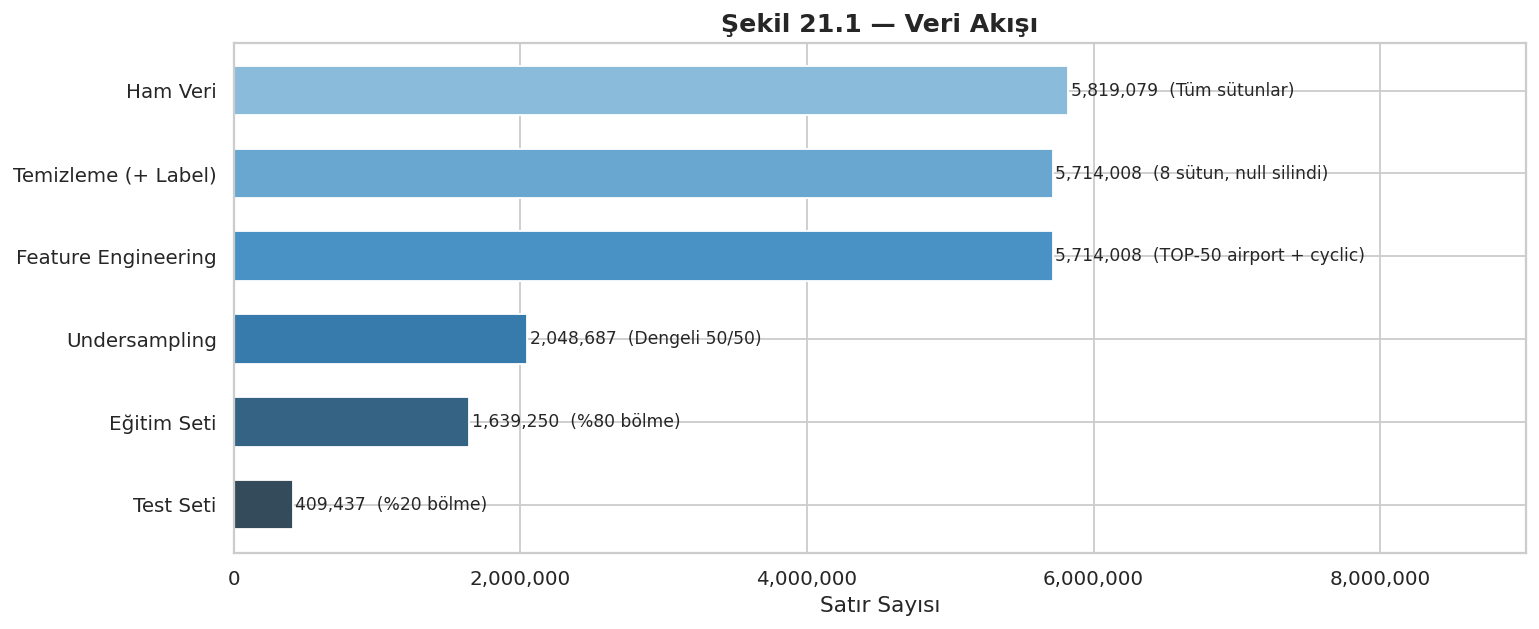 Şekil 21.1 — Veri Akışı
Ham Veri
5,819,079 (Tüm sütunlar)
Temizleme (+ Label)
5,714,008 (8 sütun, null silindi)
Feature Engineering
5,714,008 (TOP-50 airport + cyclic)
Undersampling
2,048,687 (Dengeli 50/50)
Eğitim Seti
1,639,250 (%80 bölme)
Test Seti
409,437 (%20 bölme)
0 2,000,000 4,000,000 6,000,000 8,000,000
Satır Sayısı